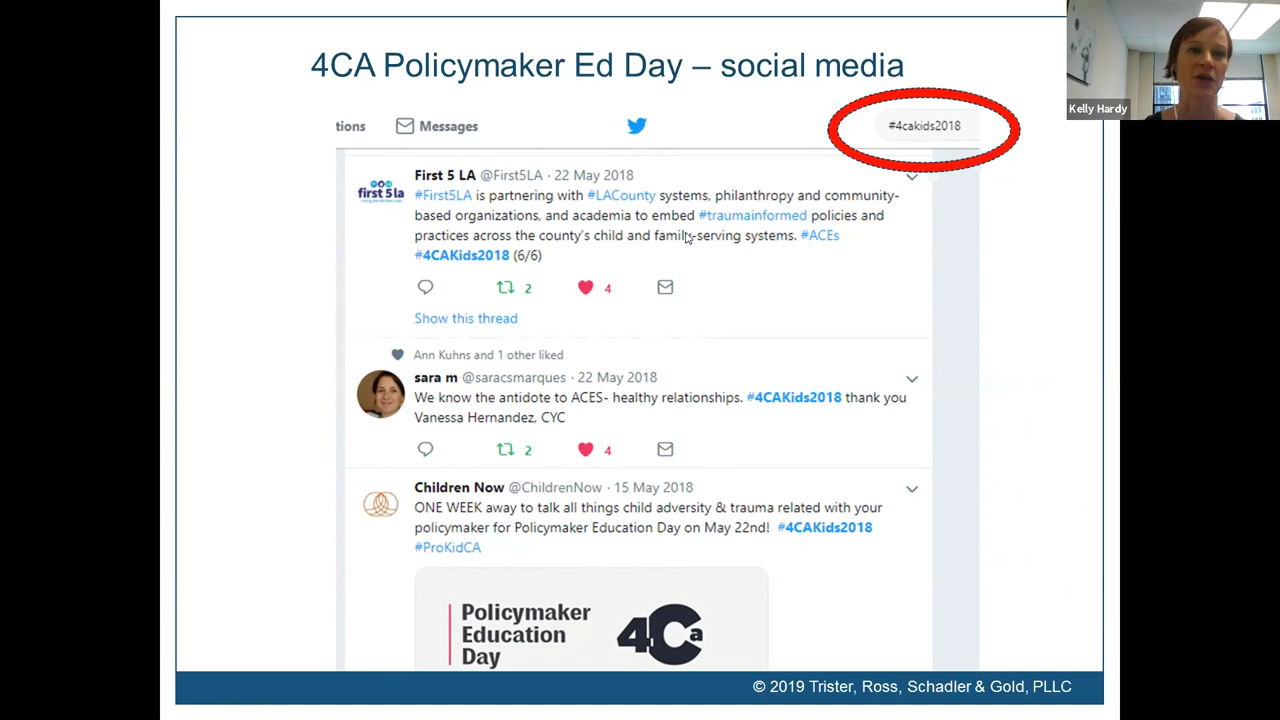 4CA Policymaker Ed Day – social media
Kelly Hardy
tions Messages #4cakids2018
first 5 la
First 5 LA @First5LA · 22 May 2018
#First5LA is partnering with #LACounty systems, philanthropy and community-
based organizations, and academia to embed #traumainformed policies and
practices across the county's child and family-serving systems. #ACEs
#4CAKids2018 (6/6)
2 4
Show this thread
Ann Kuhns and 1 other liked
sara m @saracsmarques · 22 May 2018
We know the antidote to ACES- healthy relationships. #4CAKids2018 thank you
Vanessa Hernandez, CYC
2 4
Children Now @ChildrenNow · 15 May 2018
ONE WEEK away to talk all things child adversity & trauma related with your
policymaker for Policymaker Education Day on May 22nd! #4CAKids2018
#ProKidCA
Policymaker
Education
Day
4Ca
© 2019 Trister, Ross, Schadler & Gold, PLLC